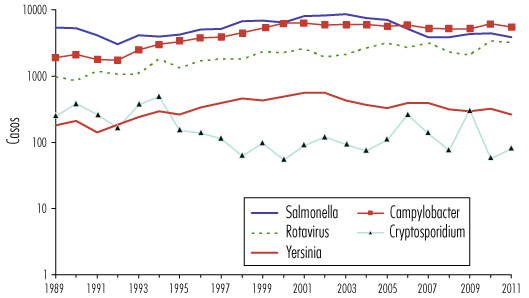 10000
1000
100
10
1
Casos
1989 1991 1993 1995 1997 1999 2001 2003 2005 2007 2009 2011
Salmonella Campylobacter
Rotavirus Cryptosporidium
Yersinia